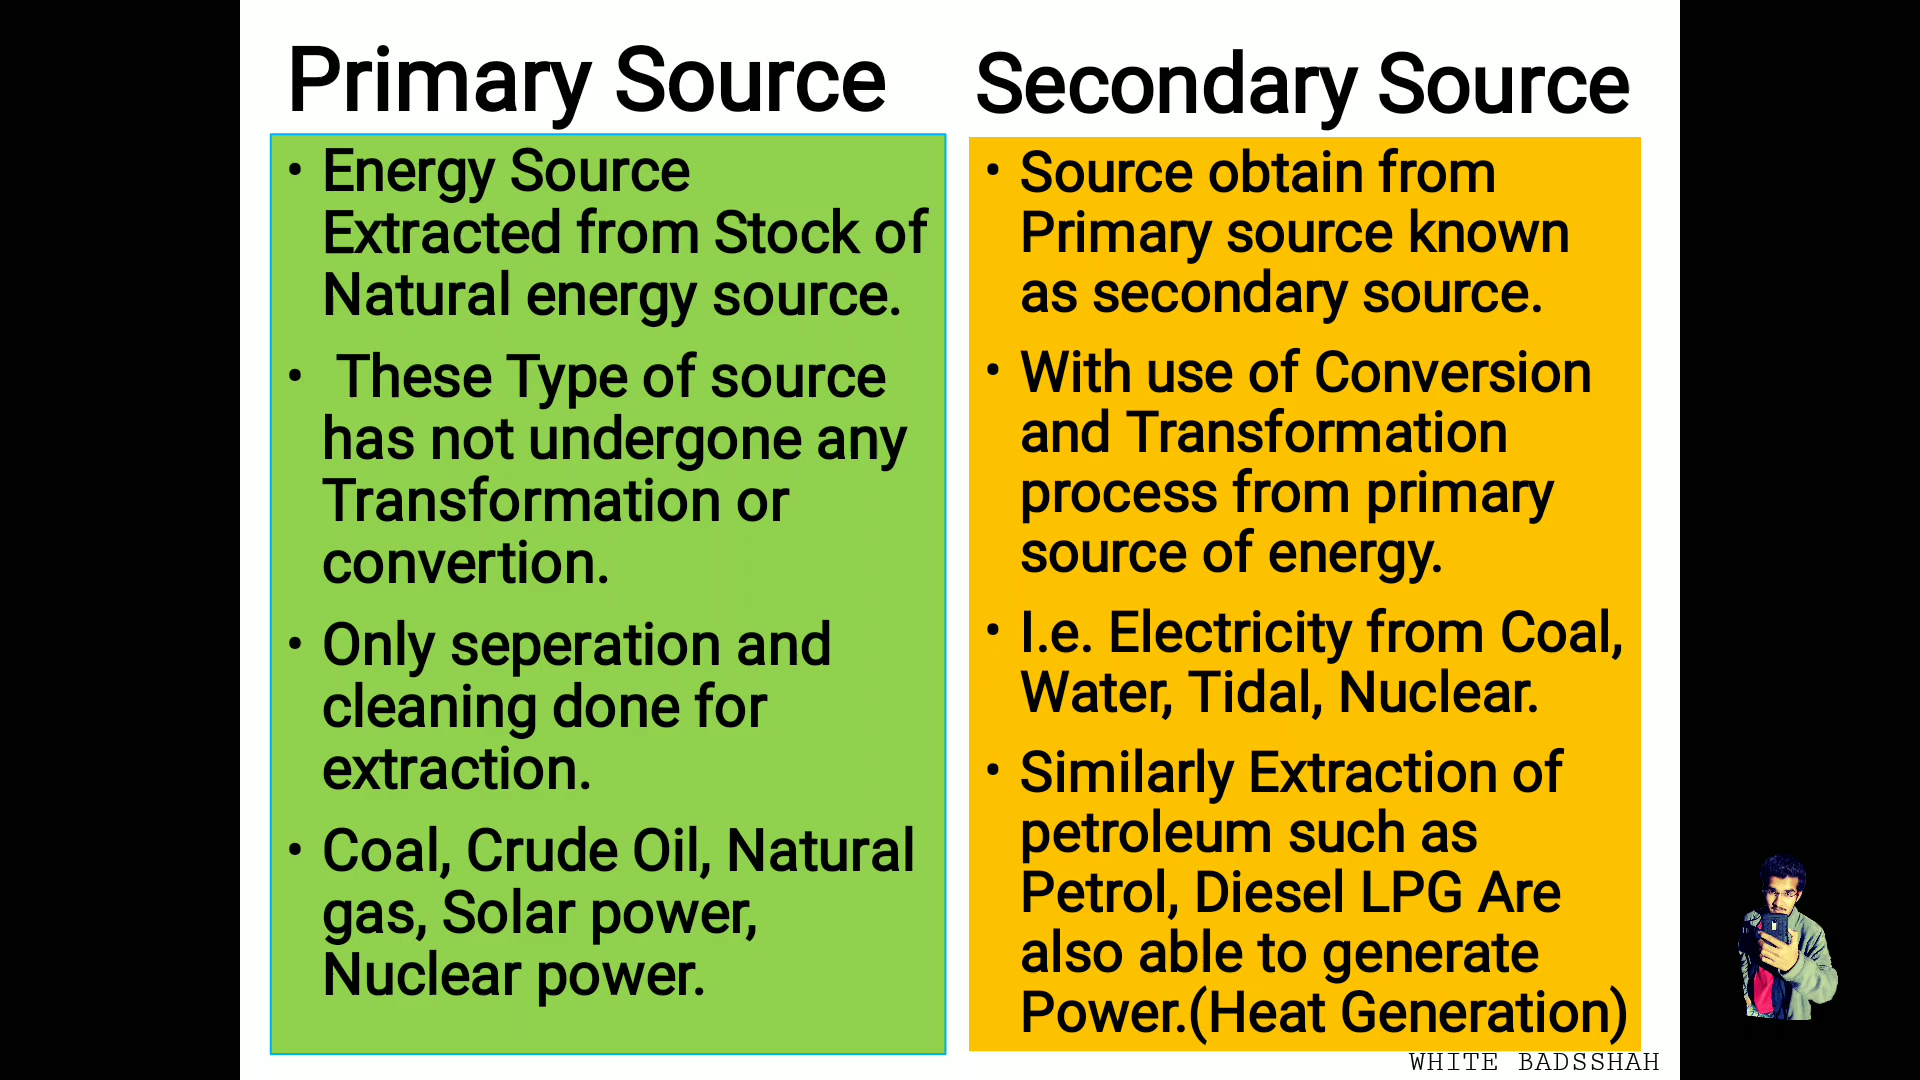 Primary Source
• Energy Source
Extracted from Stock of
Natural energy source.
• These Type of source
has not undergone any
Transformation or
convertion.
• Only seperation and
cleaning done for
extraction.
• Coal, Crude Oil, Natural
gas, Solar power,
Nuclear power.
Secondary Source
• Source obtain from
Primary source known
as secondary source.
• With use of Conversion
and Transformation
process from primary
source of energy.
• I.e. Electricity from Coal,
Water, Tidal, Nuclear.
• Similarly Extraction of
petroleum such as
Petrol, Diesel LPG Are
also able to generate
Power.(Heat Generation)
WHITE BADSSHAH